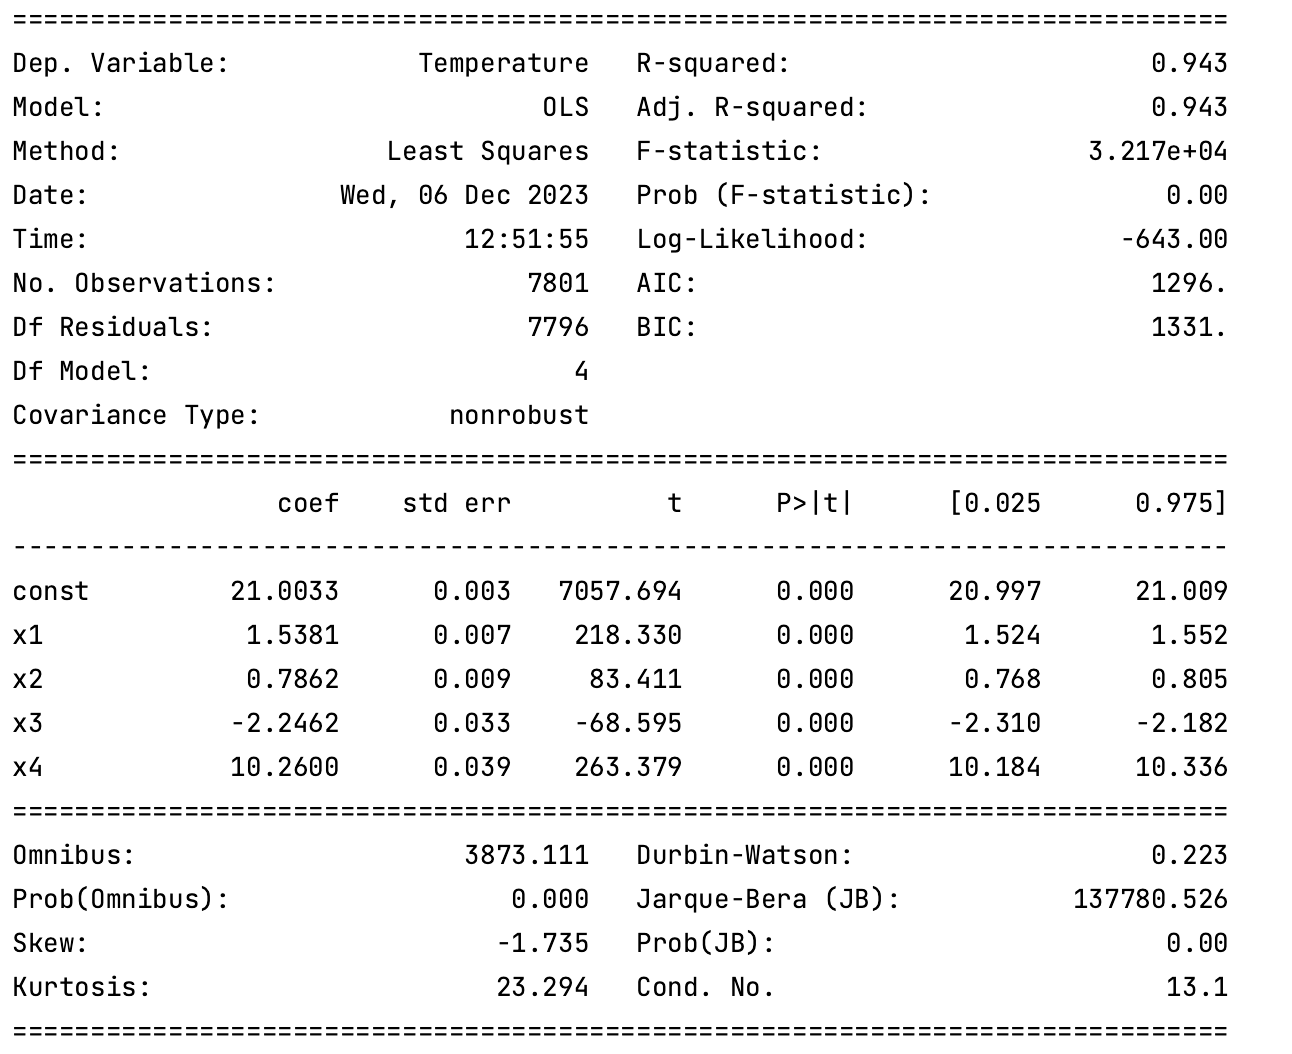 ==============================================================================
Dep. Variable:            Temperature   R-squared:                       0.943
Model:                            OLS   Adj. R-squared:                  0.943
Method:                 Least Squares   F-statistic:                 3.217e+04
Date:                Wed, 06 Dec 2023   Prob (F-statistic):               0.00
Time:                        12:51:55   Log-Likelihood:                -643.00
No. Observations:                7801   AIC:                             1296.
Df Residuals:                    7796   BIC:                             1331.
Df Model:                           4
Covariance Type:            nonrobust
==============================================================================
                 coef    std err          t      P>|t|      [0.025      0.975]
------------------------------------------------------------------------------
const         21.0033      0.003   7057.694      0.000      20.997      21.009
x1             1.5381      0.007    218.330      0.000       1.524       1.552
x2             0.7862      0.009     83.411      0.000       0.768       0.805
x3            -2.2462      0.033    -68.595      0.000      -2.310      -2.182
x4            10.2600      0.039    263.379      0.000      10.184      10.336
==============================================================================
Omnibus:                     3873.111   Durbin-Watson:                   0.223
Prob(Omnibus):                  0.000   Jarque-Bera (JB):           137780.526
Skew:                          -1.735   Prob(JB):                         0.00
Kurtosis:                      23.294   Cond. No.                         13.1
==============================================================================